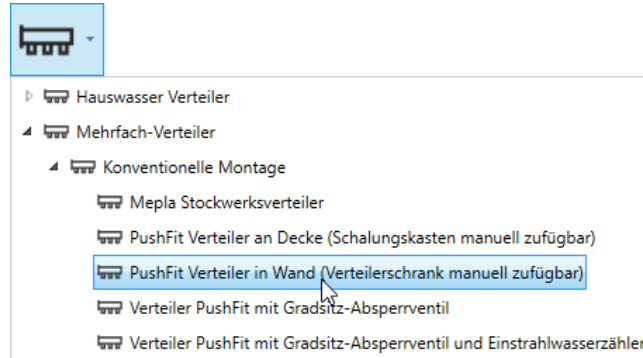 Hauswasser Verteiler
Mehrfach-Verteiler
Konventionelle Montage
Mepla Stockwerksverteiler
PushFit Verteiler an Decke (Schalungskasten manuell zufügbar)
PushFit Verteiler in Wand (Verteilerschrank manuell zufügbar)
Verteiler PushFit mit Gradsitz-Absperrventil
Verteiler PushFit mit Gradsitz-Absperrventil und Einstrahlwasserzähler